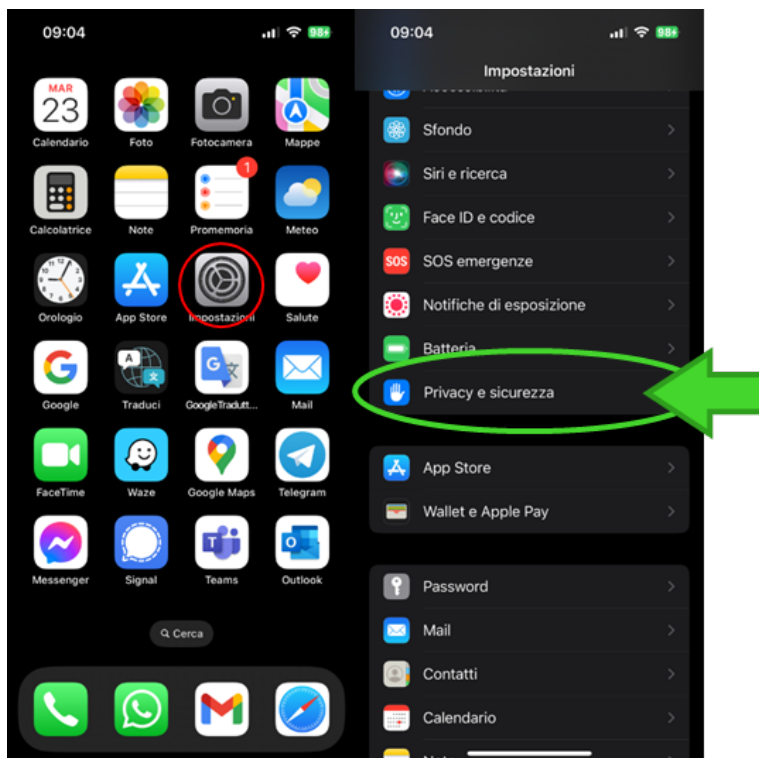 09:04
98
MAR
23
Calendario
Foto
Fotocamera
Mappe
1
Calcolatrice
Note
Promemoria
Meteo
Orologio
App Store
Impostazioni
Salute
Google
Traduci
GoogleTradutt...
Mail
FaceTime
Waze
Google Maps
Telegram
Messenger
Signal
Teams
Outlook
Cerca
09:04
98
Impostazioni
Sfondo
Siri e ricerca
Face ID e codice
SOS
SOS emergenze
Notifiche di esposizione
Batteria
Privacy e sicurezza
App Store
Wallet e Apple Pay
Password
Mail
Contatti
Calendario